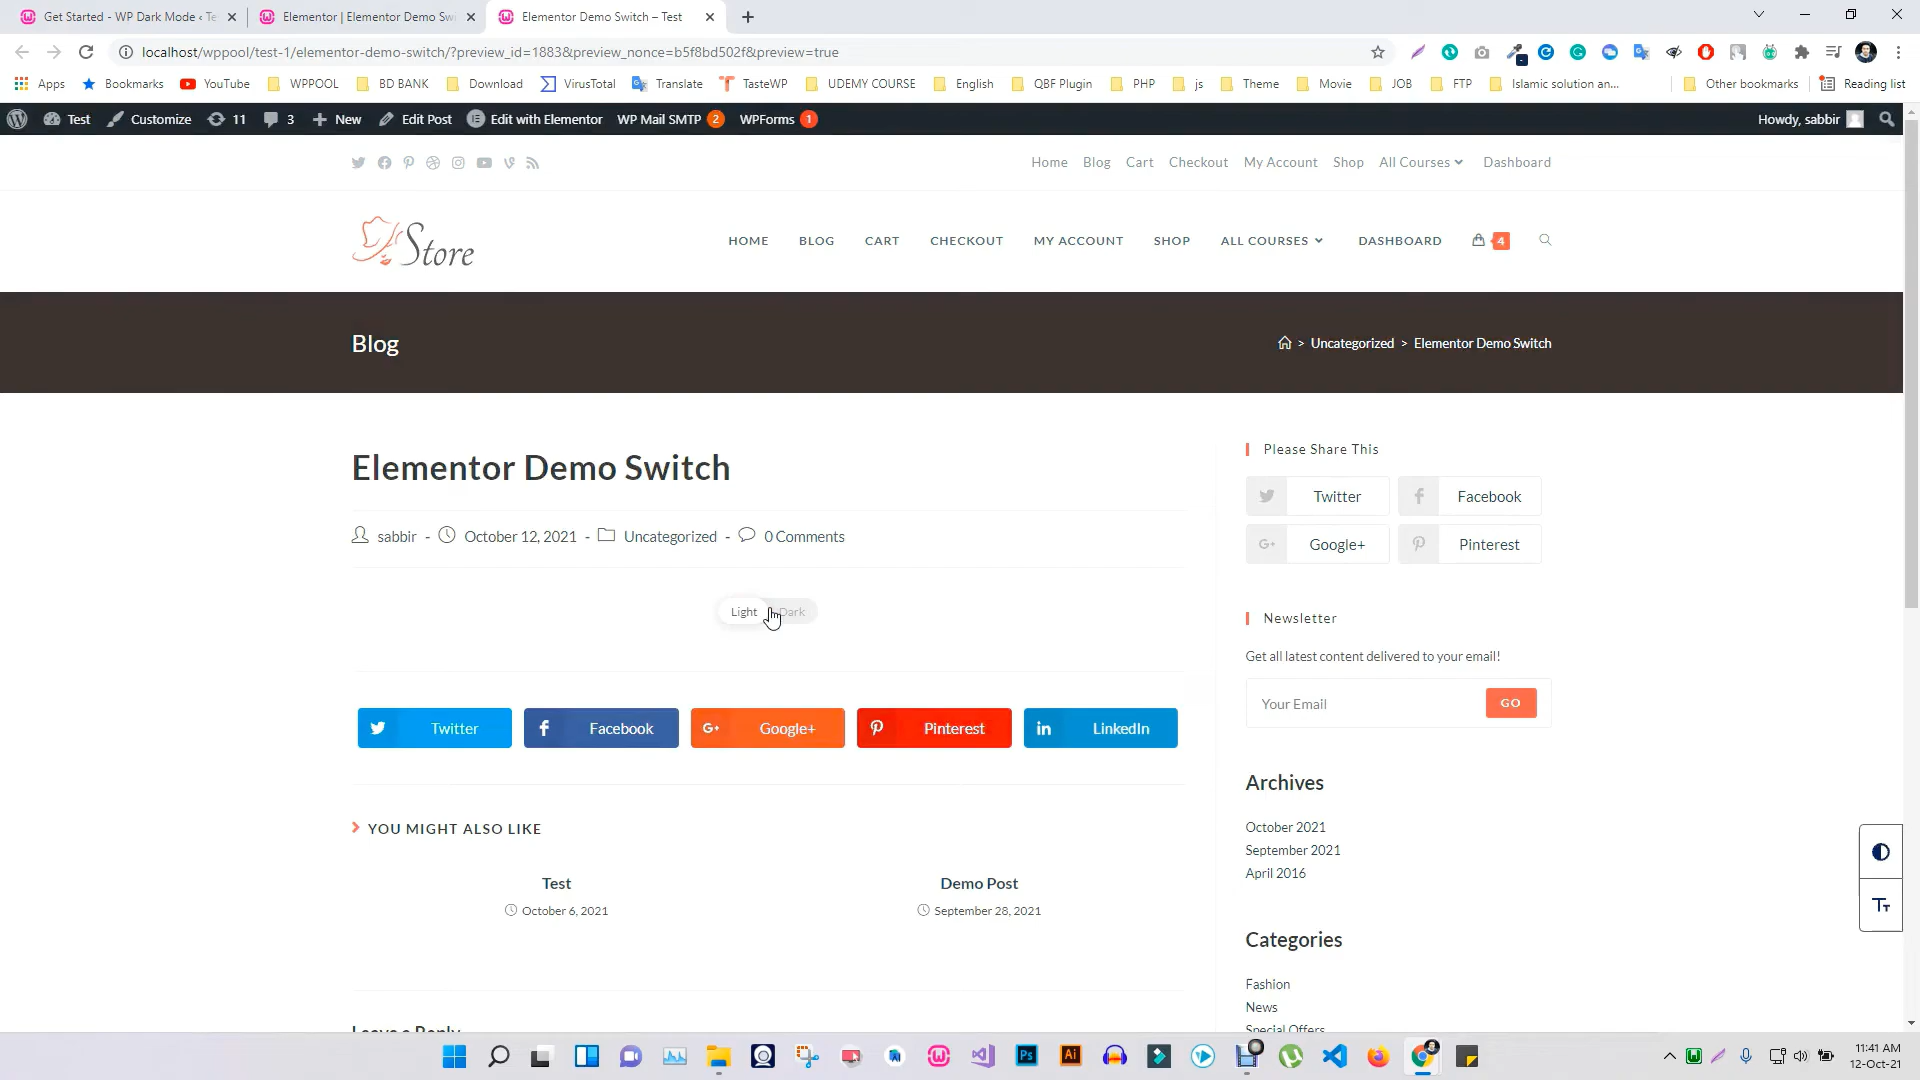 Get Started - WP Dark Mode ‹ Te
Elementor | Elementor Demo Swi
Elementor Demo Switch – Test
localhost/wppool/test-1/elementor-demo-switch/?preview_id=1883&preview_nonce=b5f8bd502f&preview=true
Apps
Bookmarks
YouTube
WPPOOL
BD BANK
Download
VirusTotal
Translate
TasteWP
UDEMY COURSE
English
QBF Plugin
PHP
js
Theme
Movie
JOB
FTP
Islamic solution an...
Other bookmarks
Reading list
Test
Customize
11
3
New
Edit Post
Edit with Elementor
WP Mail SMTP 2
WPForms 1
Howdy, sabbir
Home
Blog
Cart
Checkout
My Account
Shop
All Courses
Dashboard
Store
HOME
BLOG
CART
CHECKOUT
MY ACCOUNT
SHOP
ALL COURSES
DASHBOARD
4
Blog
> Uncategorized > Elementor Demo Switch
Elementor Demo Switch
sabbir - October 12, 2021 - Uncategorized - 0 Comments
Light
Dark
Twitter
Facebook
Google+
Pinterest
LinkedIn
YOU MIGHT ALSO LIKE
Test
October 6, 2021
Demo Post
September 28, 2021
Leave a Reply
Please Share This
Twitter
Facebook
Google+
Pinterest
Newsletter
Get all latest content delivered to your email!
Your Email
GO
Archives
October 2021
September 2021
April 2016
Categories
Fashion
News
Special Offers
11:41 AM
12-Oct-21